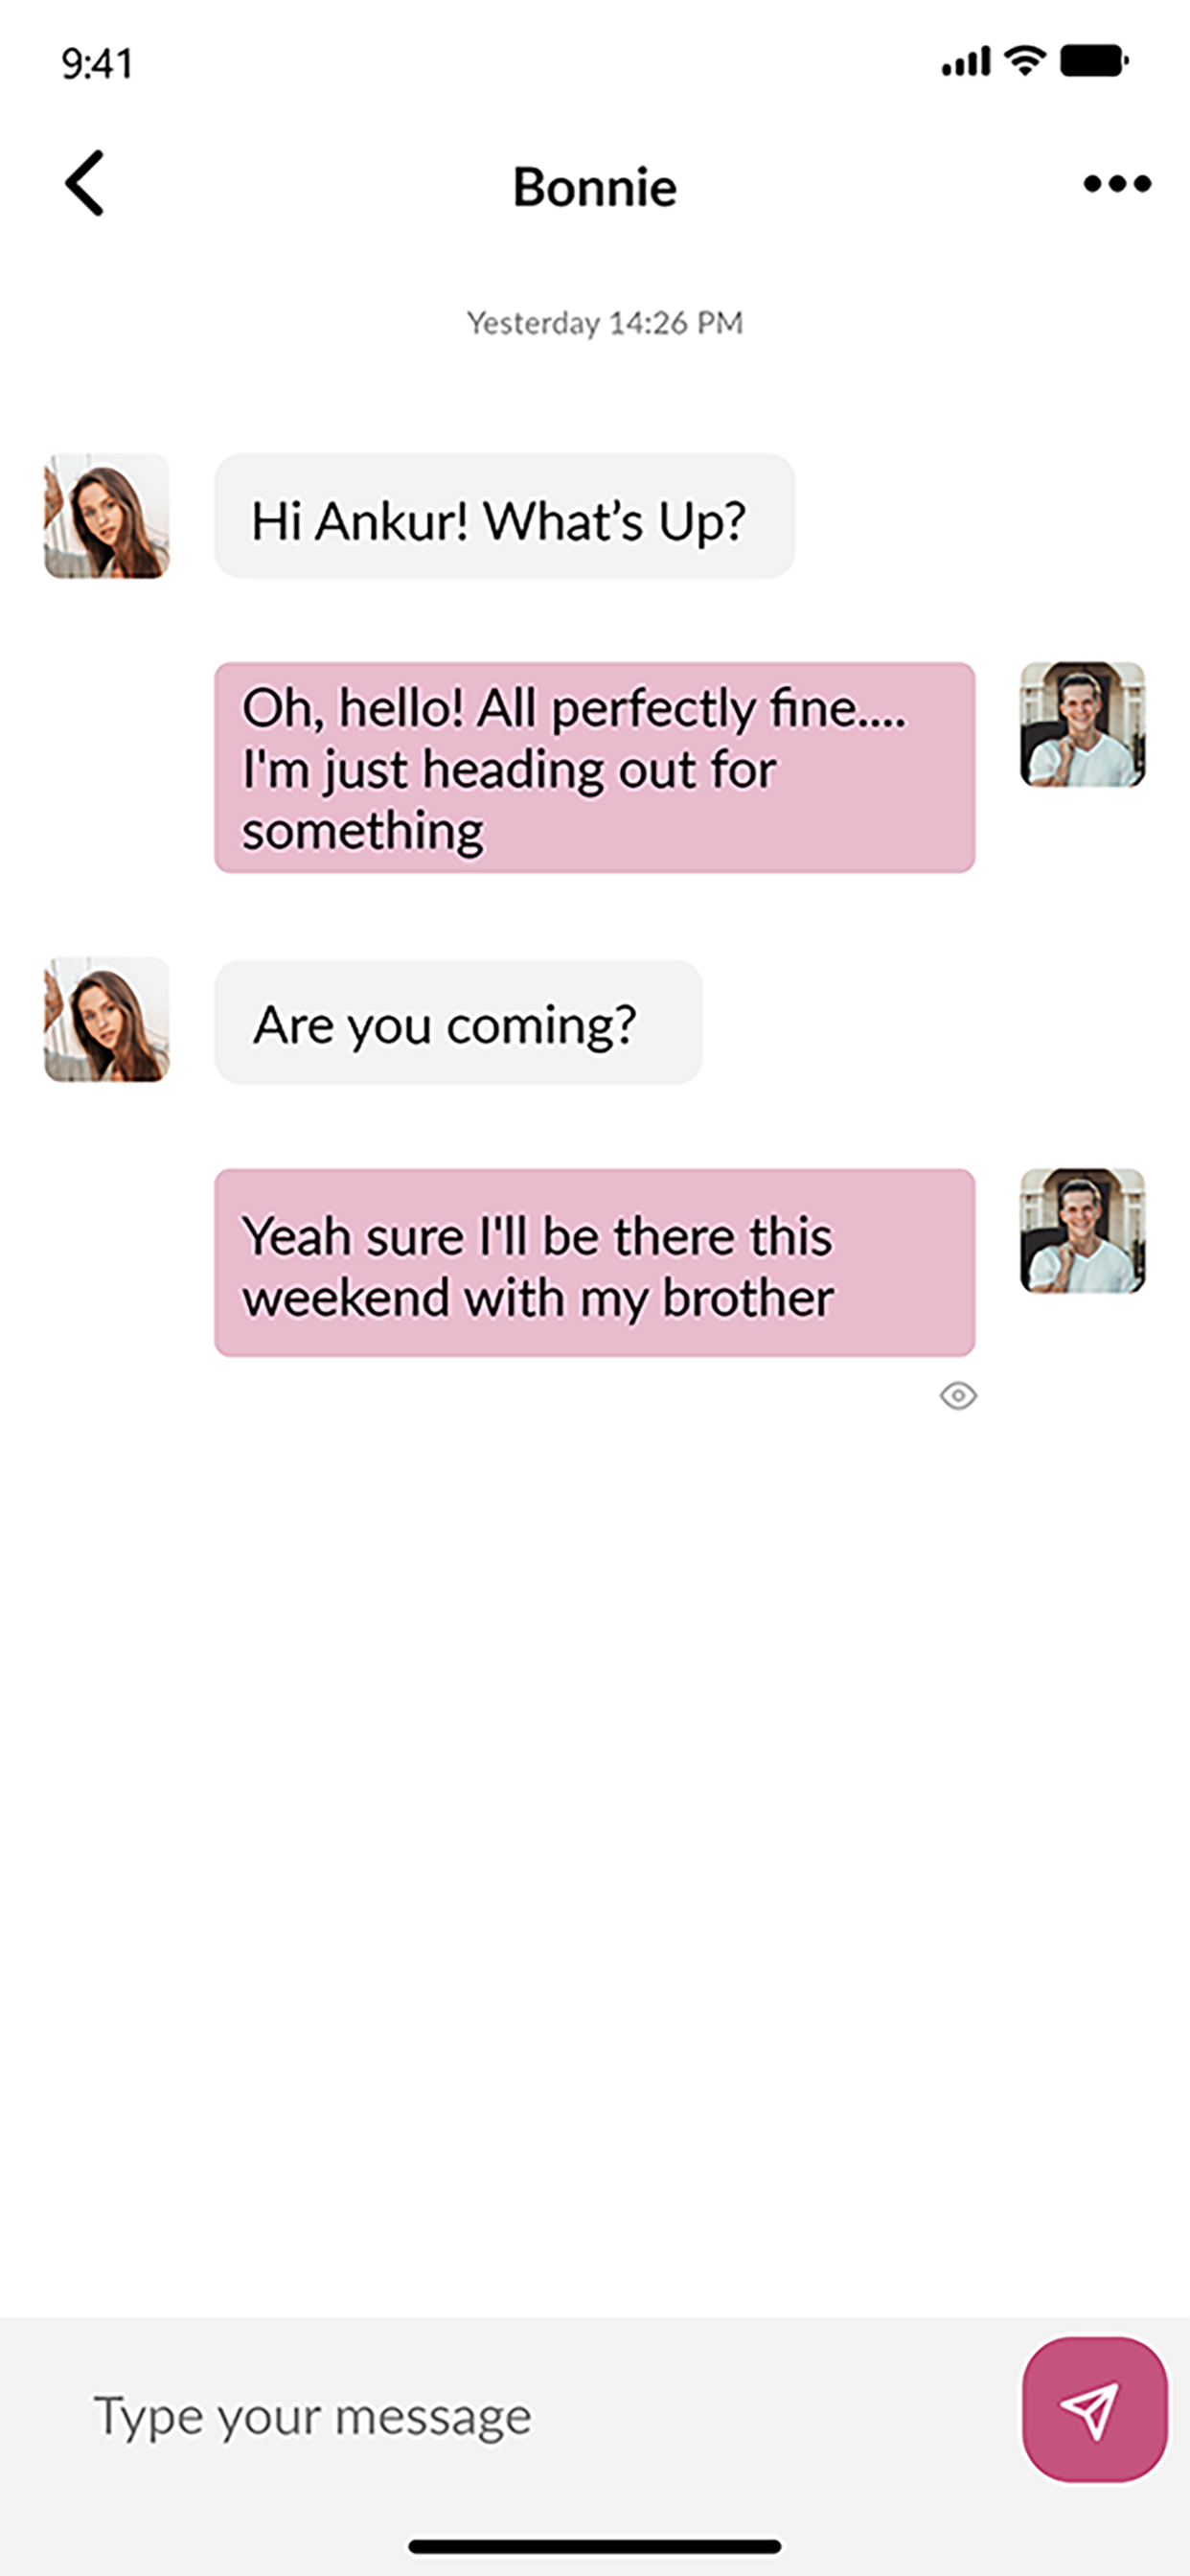 9:41
Bonnie
Yesterday 14:26 PM
Hi Ankur! What’s Up?
Oh, hello! All perfectly fine....
I'm just heading out for
something
Are you coming?
Yeah sure I'll be there this
weekend with my brother
Type your message